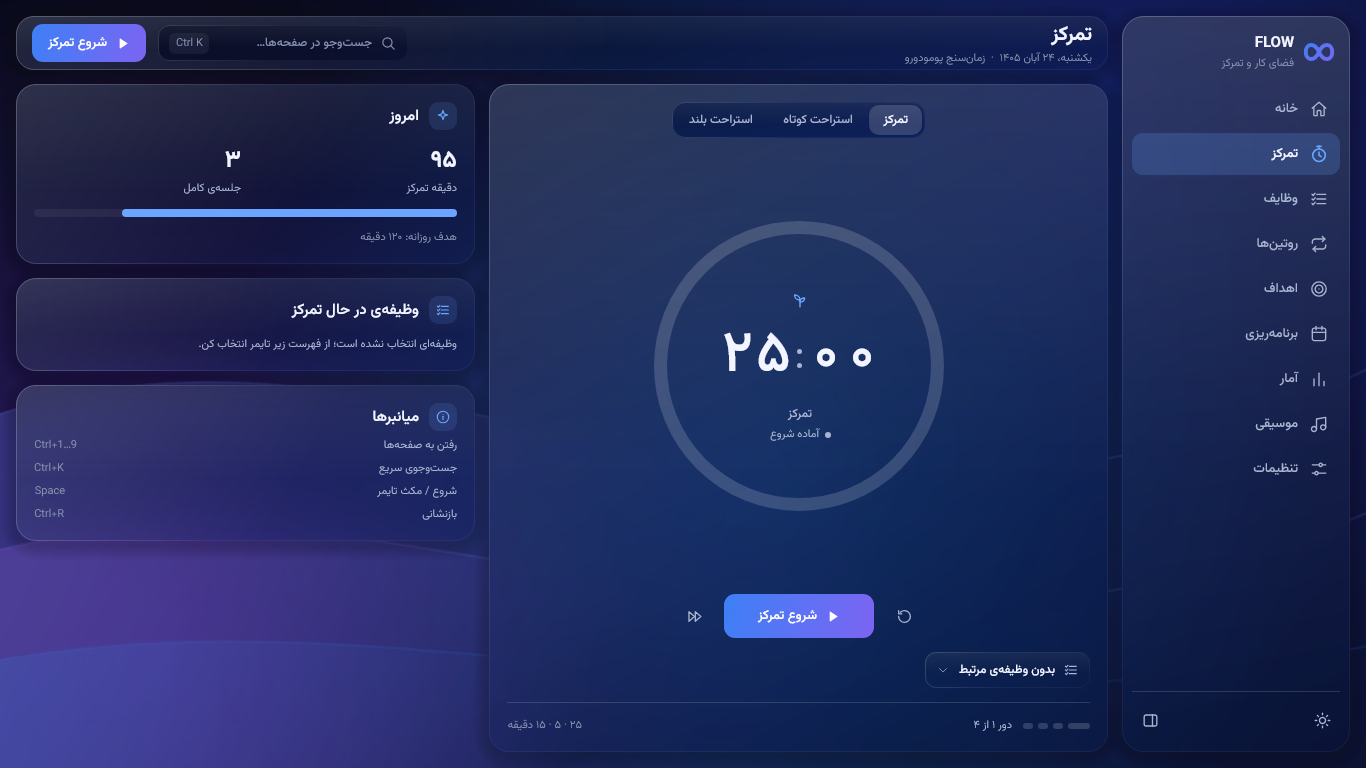 FLOW
فضای کار و تمرکز
خانه
تمرکز
وظایف
روتین‌ها
اهداف
برنامه‌ریزی
آمار
موسیقی
تنظیمات
تمرکز
یکشنبه، ۲۴ آبان ۱۴۰۵ · زمان‌سنج پومودورو
جست‌وجو در صفحه‌ها…
Ctrl K
شروع تمرکز
تمرکز
استراحت کوتاه
استراحت بلند
۲۵:۰۰
تمرکز
آماده شروع
شروع تمرکز
بدون وظیفه‌ی مرتبط
دور ۱ از ۴
۲۵ · ۵ · ۱۵ دقیقه
امروز
۹۵
دقیقه تمرکز
۳
جلسه‌ی کامل
هدف روزانه: ۱۲۰ دقیقه
وظیفه‌ی در حال تمرکز
وظیفه‌ای انتخاب نشده است؛ از فهرست زیر تایمر انتخاب کن.
میانبرها
رفتن به صفحه‌ها Ctrl+1…9
جست‌وجوی سریع Ctrl+K
شروع / مکث تایمر Space
بازنشانی Ctrl+R